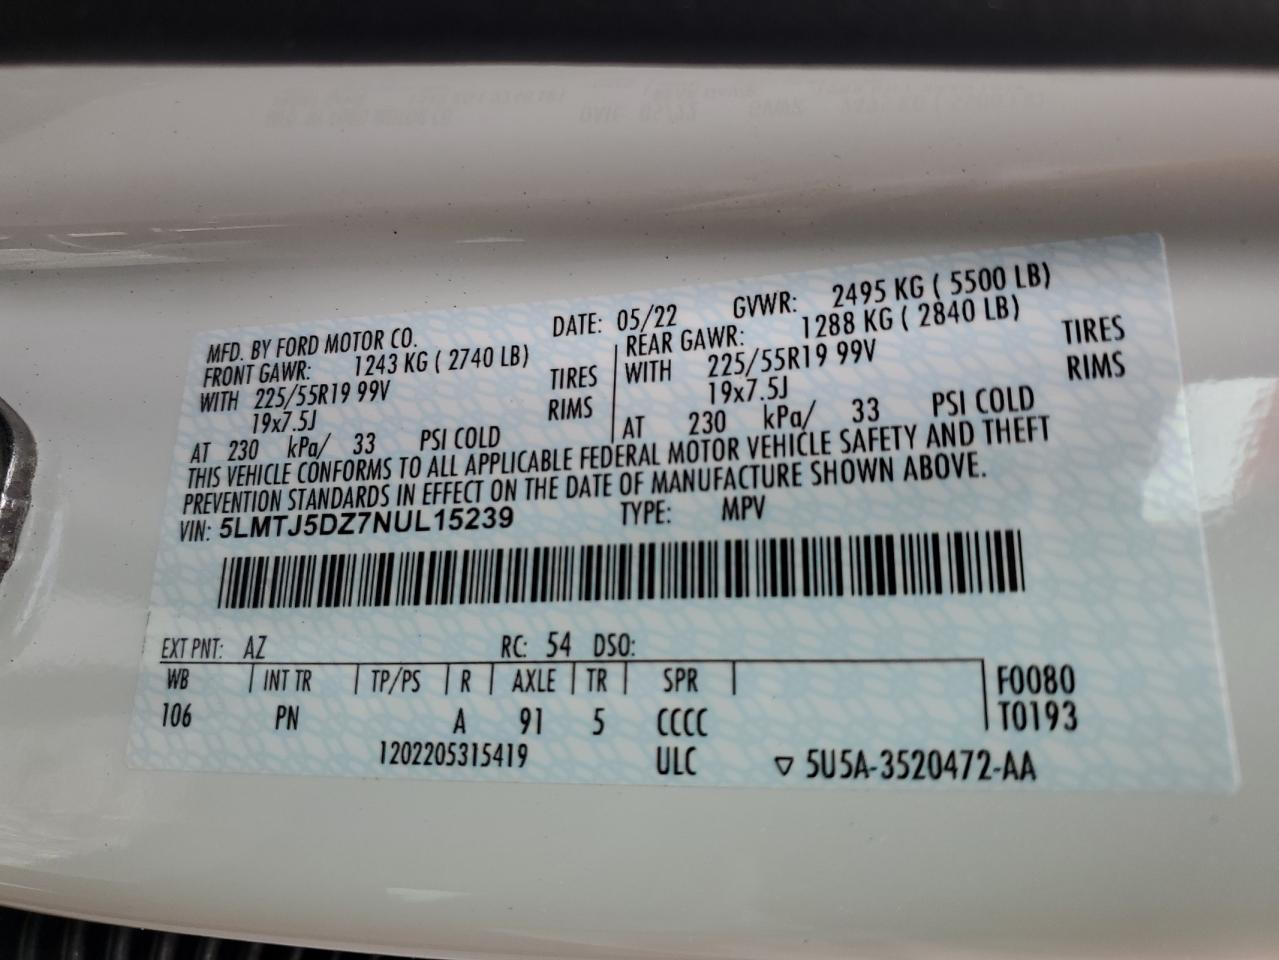 MFD. BY FORD MOTOR CO. DATE: 05/22 GVWR: 2495 KG ( 5500 LB)
FRONT GAWR: 1243 KG ( 2740 LB) REAR GAWR: 1288 KG ( 2840 LB)
WITH 225/55R19 99V TIRES WITH 225/55R19 99V TIRES
19x7.5J RIMS 19x7.5J RIMS
AT 230 kPa/ 33 PSI COLD AT 230 kPa/ 33 PSI COLD
THIS VEHICLE CONFORMS TO ALL APPLICABLE FEDERAL MOTOR VEHICLE SAFETY AND THEFT
PREVENTION STANDARDS IN EFFECT ON THE DATE OF MANUFACTURE SHOWN ABOVE.
VIN: 5LMTJ5DZ7NUL15239 TYPE: MPV
EXT PNT: AZ RC: 54 DSO:
WB INT TR TP/PS R AXLE TR SPR F0080
106 PN A 91 5 CCCC T0193
1202205315419 ULC ▽ 5U5A-3520472-AA